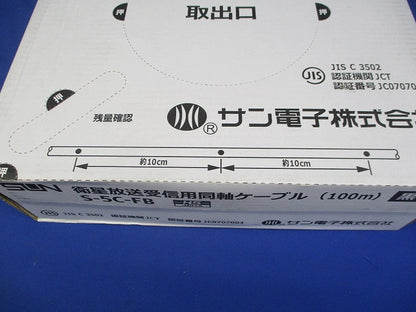 押
取出口
押
残量確認
押
JIS
JIS C 3502
認証機関 JCT
認証番号 JC07070
® サン電子株式会
約10cm
約10cm
SUN
衛星放送受信用同軸ケーブル (100m)
S-5C-FB
黒
JIS C 3502 認証機関 JCT 認証番号 JC0707004
サン電子株式会社